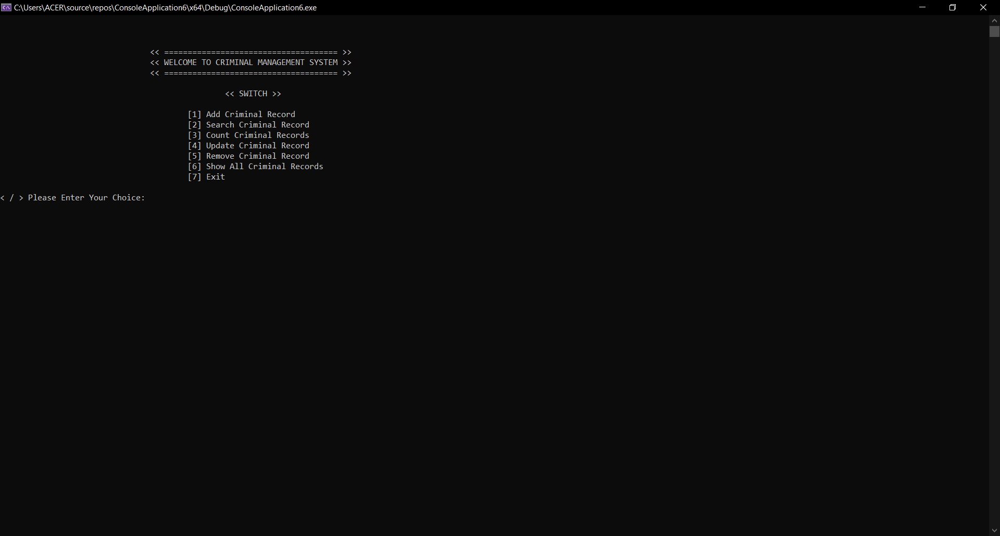 C:\Users\ACER\source\repos\ConsoleApplication6\x64\Debug\ConsoleApplication6.exe
<< ===================================== >>
<< WELCOME TO CRIMINAL MANAGEMENT SYSTEM >>
<< ===================================== >>
<< SWITCH >>
[1] Add Criminal Record
[2] Search Criminal Record
[3] Count Criminal Records
[4] Update Criminal Record
[5] Remove Criminal Record
[6] Show All Criminal Records
[7] Exit
< / > Please Enter Your Choice: